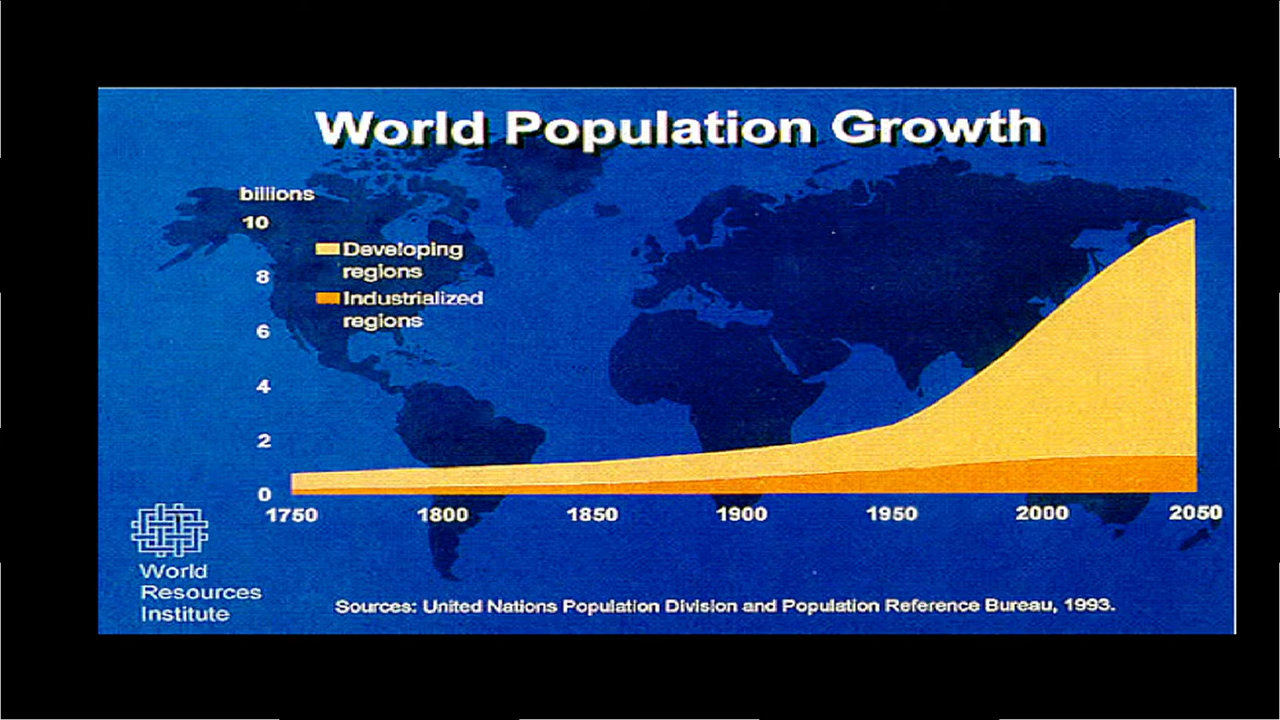 World Population Growth
billions
10
8
6
4
2
0
Developing
regions
Industrialized
regions
1750 1800 1850 1900 1950 2000 2050
World
Resources
Institute
Sources: United Nations Population Division and Population Reference Bureau, 1993.